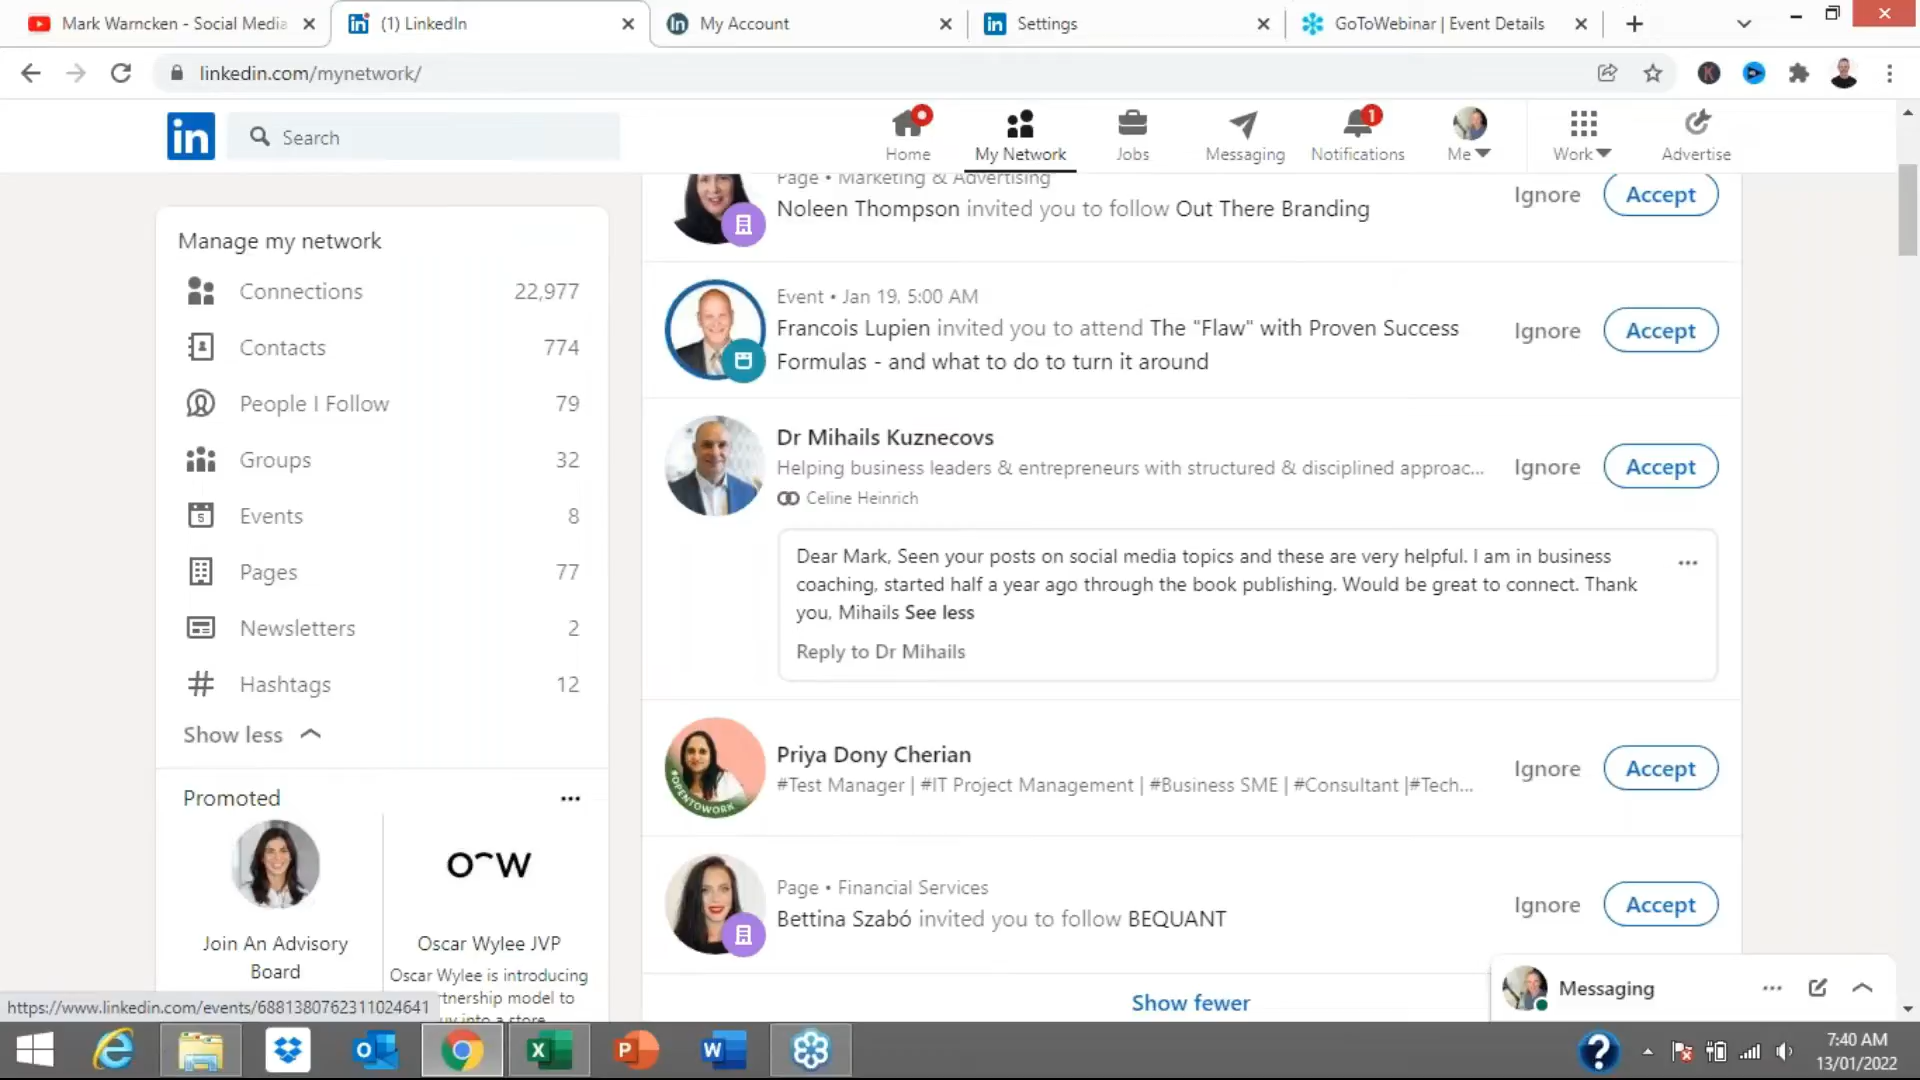 Mark Warncken - Social Media
(1) LinkedIn
My Account
Settings
GoToWebinar | Event Details
linkedin.com/mynetwork/
in
Search
Home
My Network
Jobs
Messaging
1
Notifications
Me
Work
Advertise
Manage my network
Connections 22,977
Contacts 774
People I Follow 79
Groups 32
Events 8
Pages 77
Newsletters 2
Hashtags 12
Show less
Promoted
Join An Advisory
Board
O~W
Oscar Wylee JVP
Oscar Wylee is introducing
tnership model to
https://www.linkedin.com/events/6881380762311024641
Page • Marketing & Advertising
Noleen Thompson invited you to follow Out There Branding
Ignore Accept
Event • Jan 19, 5:00 AM
Francois Lupien invited you to attend The "Flaw" with Proven Success
Formulas - and what to do to turn it around
Ignore Accept
Dr Mihails Kuznecovs
Helping business leaders & entrepreneurs with structured & disciplined approac...
Celine Heinrich
Ignore Accept
Dear Mark, Seen your posts on social media topics and these are very helpful. I am in business
coaching, started half a year ago through the book publishing. Would be great to connect. Thank
you, Mihails See less
Reply to Dr Mihails
#OPENTOWORK
Priya Dony Cherian
#Test Manager | #IT Project Management | #Business SME | #Consultant |#Tech...
Ignore Accept
Page • Financial Services
Bettina Szabó invited you to follow BEQUANT
Ignore Accept
Show fewer
Messaging
7:40 AM
13/01/2022